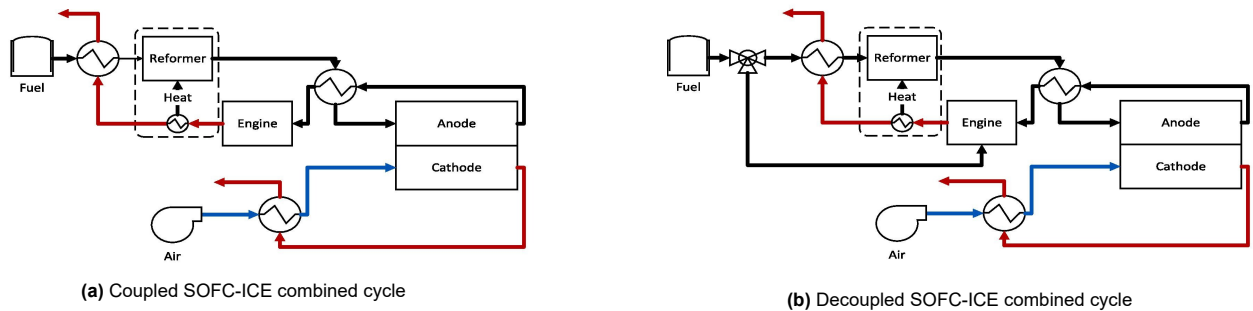 Fuel
Reformer
Heat
Engine
Anode
Cathode
Air
(a) Coupled SOFC-ICE combined cycle
Fuel
Reformer
Heat
Engine
Anode
Cathode
Air
(b) Decoupled SOFC-ICE combined cycle